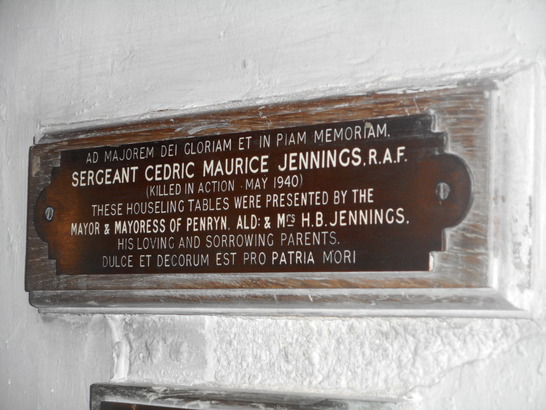 AD MAJOREM DEI GLORIAM ET IN PIAM MEMORIAM.
SERGEANT CEDRIC MAURICE JENNINGS, R.A.F.
(KILLED IN ACTION - MAY 1940)
THESE HOUSELING TABLES WERE PRESENTED BY THE
MAYOR & MAYORESS OF PENRYN, ALD: & MRS H.B. JENNINGS.
HIS LOVING AND SORROWING PARENTS.
DULCE ET DECORUM EST PRO PATRIA MORI